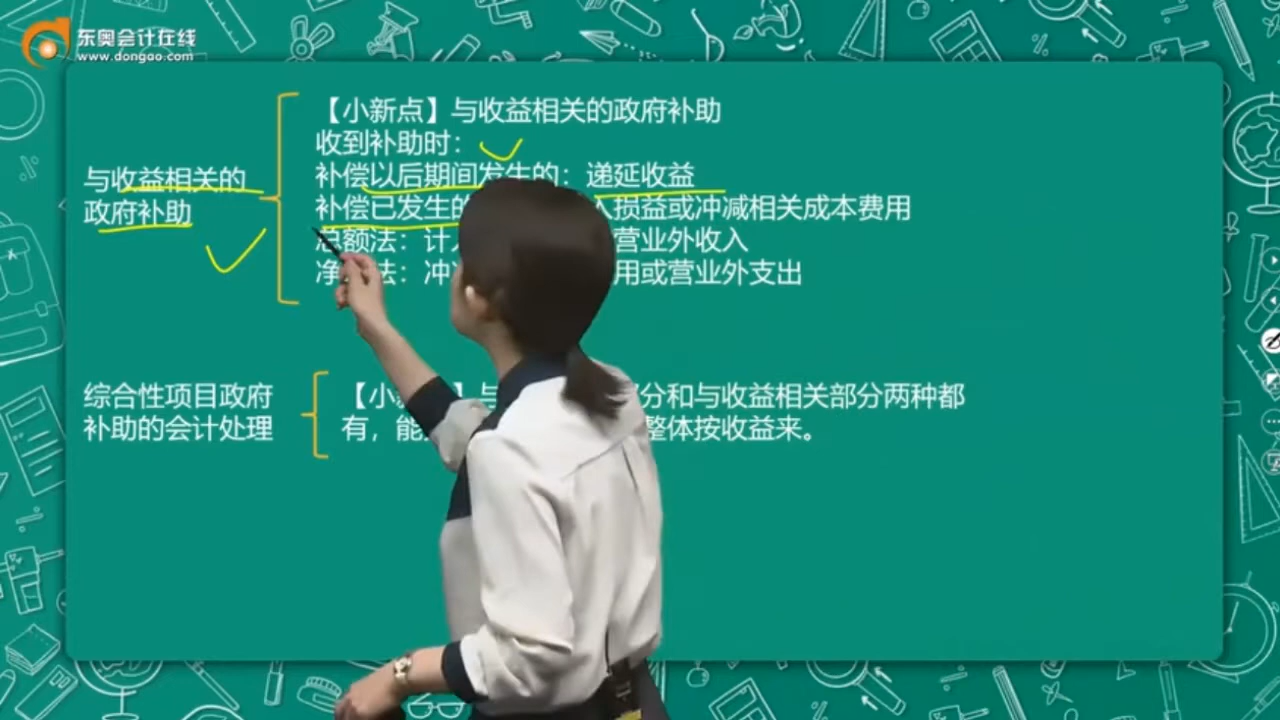 东奥会计在线
www.dongao.com
【小新点】与收益相关的政府补助
收到补助时：
与收益相关的
政府补助
补偿以后期间发生的：递延收益
补偿已发生的 损益或冲减相关成本费用
总额法：计 营业外收入
净 法：冲 用或营业外支出
综合性项目政府
补助的会计处理
【小 】与 分和与收益相关部分两种都
有，能 整体按收益来。